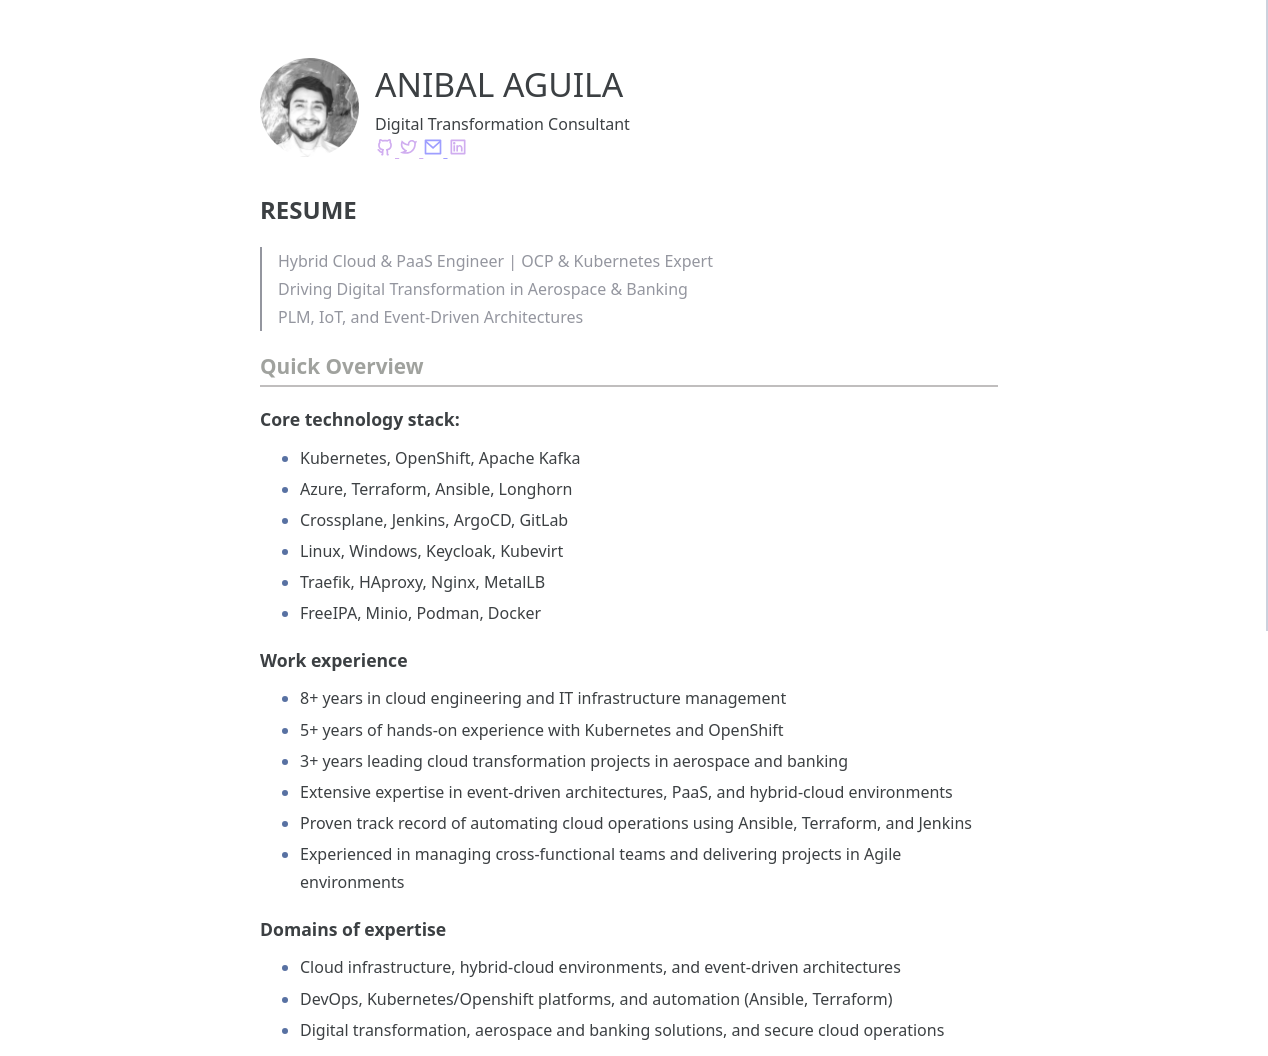 ANIBAL AGUILA
Digital Transformation Consultant
RESUME
Hybrid Cloud & PaaS Engineer | OCP & Kubernetes Expert
Driving Digital Transformation in Aerospace & Banking
PLM, IoT, and Event-Driven Architectures
Quick Overview
Core technology stack:
Kubernetes, OpenShift, Apache Kafka
Azure, Terraform, Ansible, Longhorn
Crossplane, Jenkins, ArgoCD, GitLab
Linux, Windows, Keycloak, Kubevirt
Traefik, HAproxy, Nginx, MetalLB
FreeIPA, Minio, Podman, Docker
Work experience
8+ years in cloud engineering and IT infrastructure management
5+ years of hands-on experience with Kubernetes and OpenShift
3+ years leading cloud transformation projects in aerospace and banking
Extensive expertise in event-driven architectures, PaaS, and hybrid-cloud environments
Proven track record of automating cloud operations using Ansible, Terraform, and Jenkins
Experienced in managing cross-functional teams and delivering projects in Agile
environments
Domains of expertise
Cloud infrastructure, hybrid-cloud environments, and event-driven architectures
DevOps, Kubernetes/Openshift platforms, and automation (Ansible, Terraform)
Digital transformation, aerospace and banking solutions, and secure cloud operations